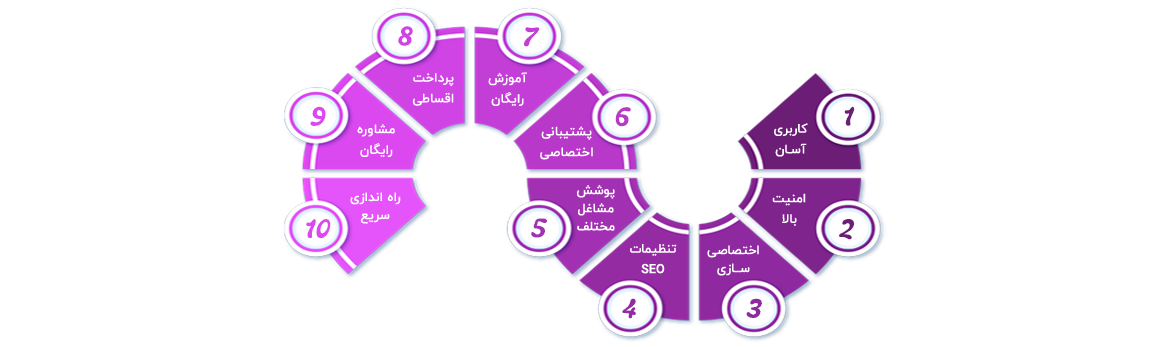 1
کاربری
آسان
2
امنیت
بالا
3
اختصاصی
سـازی
4
تنظیمات
SEO
5
پوشش
مشاغل
مختلف
6
پشتیبانی
اختصاصی
7
آموزش
رایگان
8
پرداخت
اقساطی
9
مشاوره
رایگان
10
راه اندازی
سریع